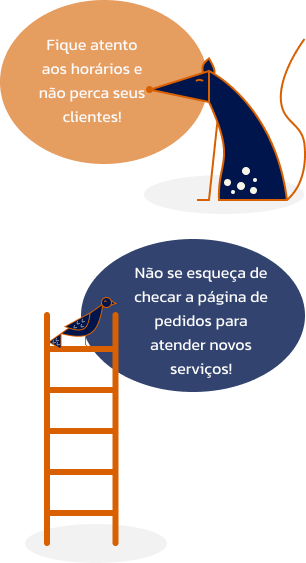 Fique atento
aos horários e
não perca seus
clientes!
Não se esqueça de
checar a página de
pedidos para
atender novos
serviços!